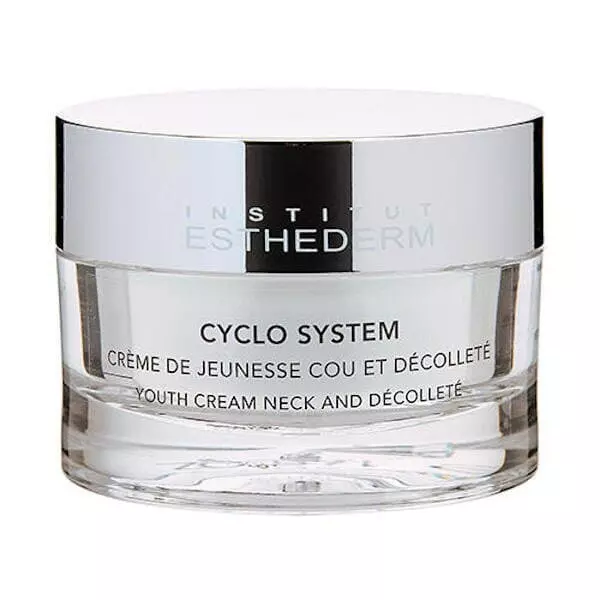 INSTITUT
ESTHEDERM
CYCLO SYSTEM
CRÈME DE JEUNESSE COU ET DÉCOLLETÉ
YOUTH CREAM NECK AND DÉCOLLETÉ